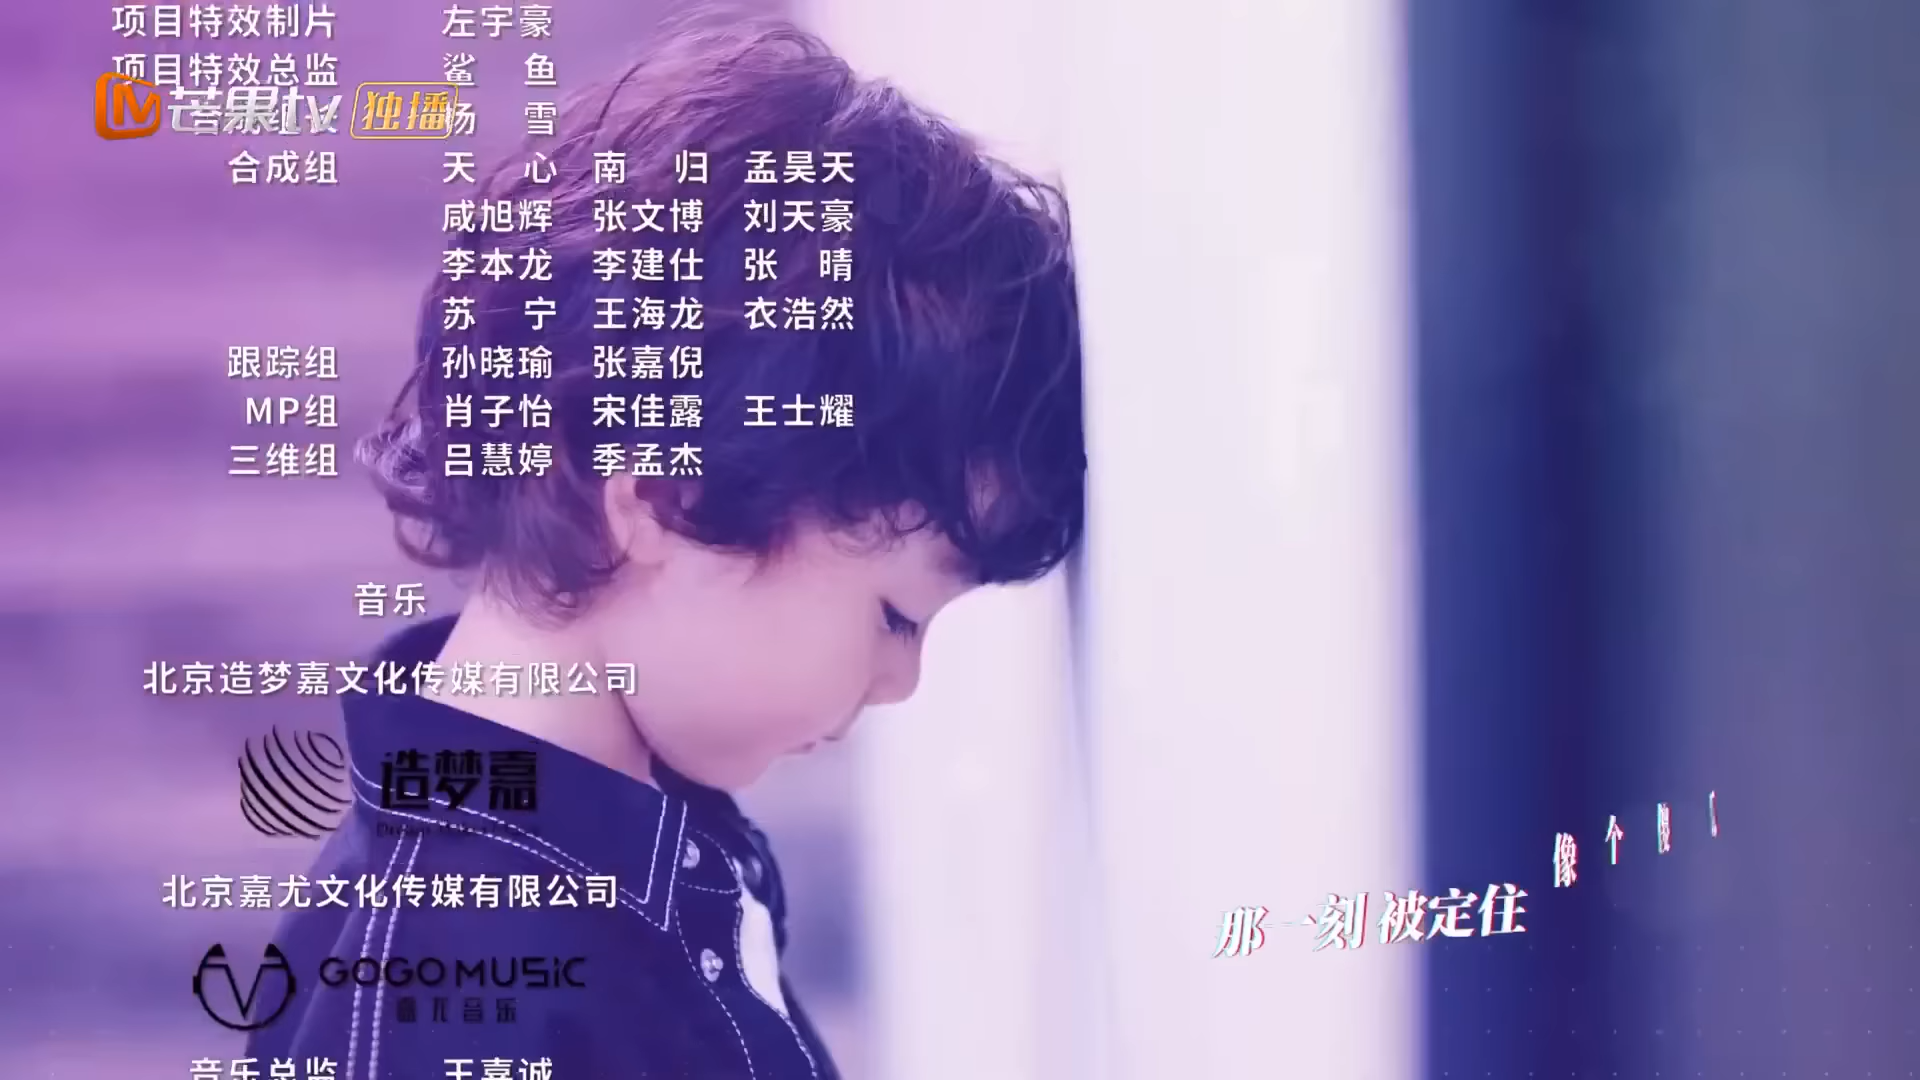 项目特效制片 左宇豪
项目特效总监 鲨 鱼
芒果tv 独播
杨 雪
合成组 天 心 南 归 孟昊天
咸旭辉 张文博 刘天豪
李本龙 李建仕 张 晴
苏 宁 王海龙 衣浩然
跟踪组 孙晓瑜 张嘉倪
MP组 肖子怡 宋佳露 王士耀
三维组 吕慧婷 季孟杰
音乐
北京造梦嘉文化传媒有限公司
造梦嘉
北京嘉尤文化传媒有限公司
GOGO MUSIC
嘉尤音乐
音乐总监 王嘉诚
那一刻 被定住
像个